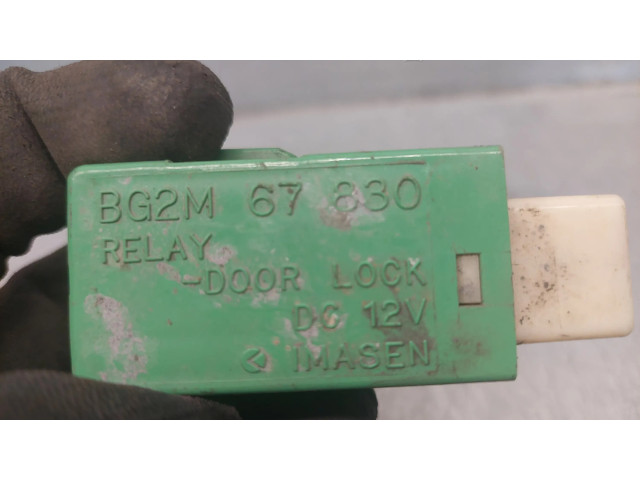 BG2M 67 830
RELAY
-DOOR LOCK
DC 12V
IMASEN